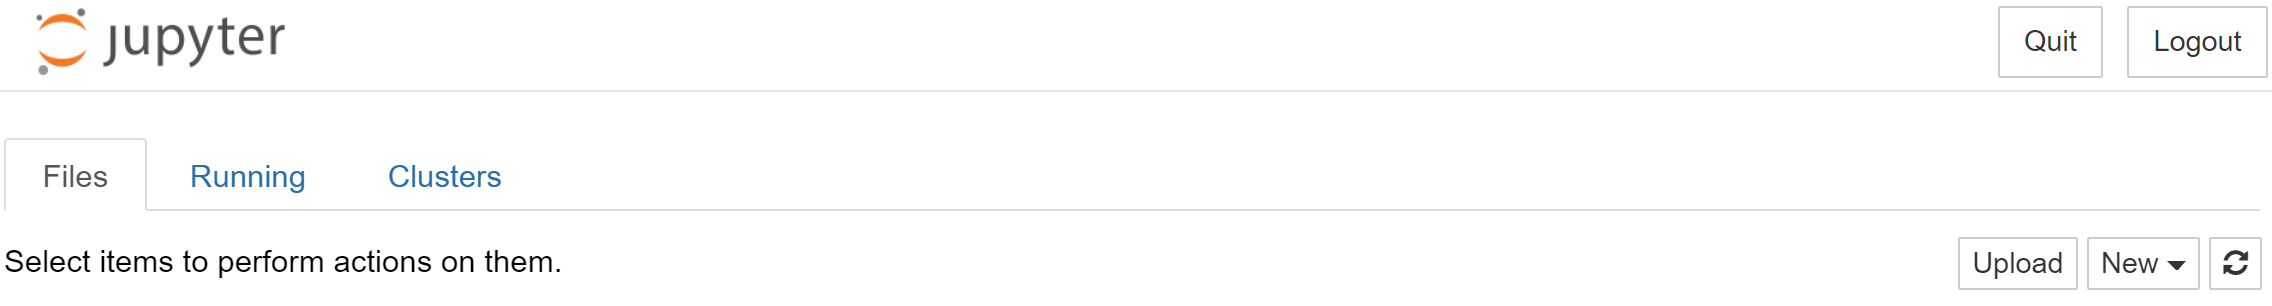 jupyter Quit Logout
Files Running Clusters
Select items to perform actions on them. Upload New